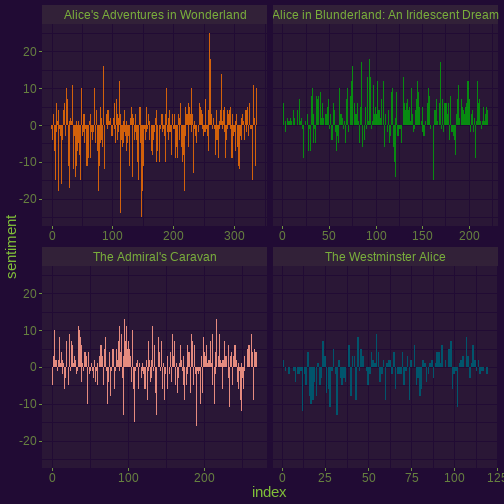 Alice's Adventures in Wonderland
Alice in Blunderland: An Iridescent Dream
20
10
0
-10
-20
0 100 200 300
0 50 100 150 200
The Admiral's Caravan
The Westminster Alice
20
10
0
-10
-20
0 100 200
0 25 50 75 100 125
index
sentiment